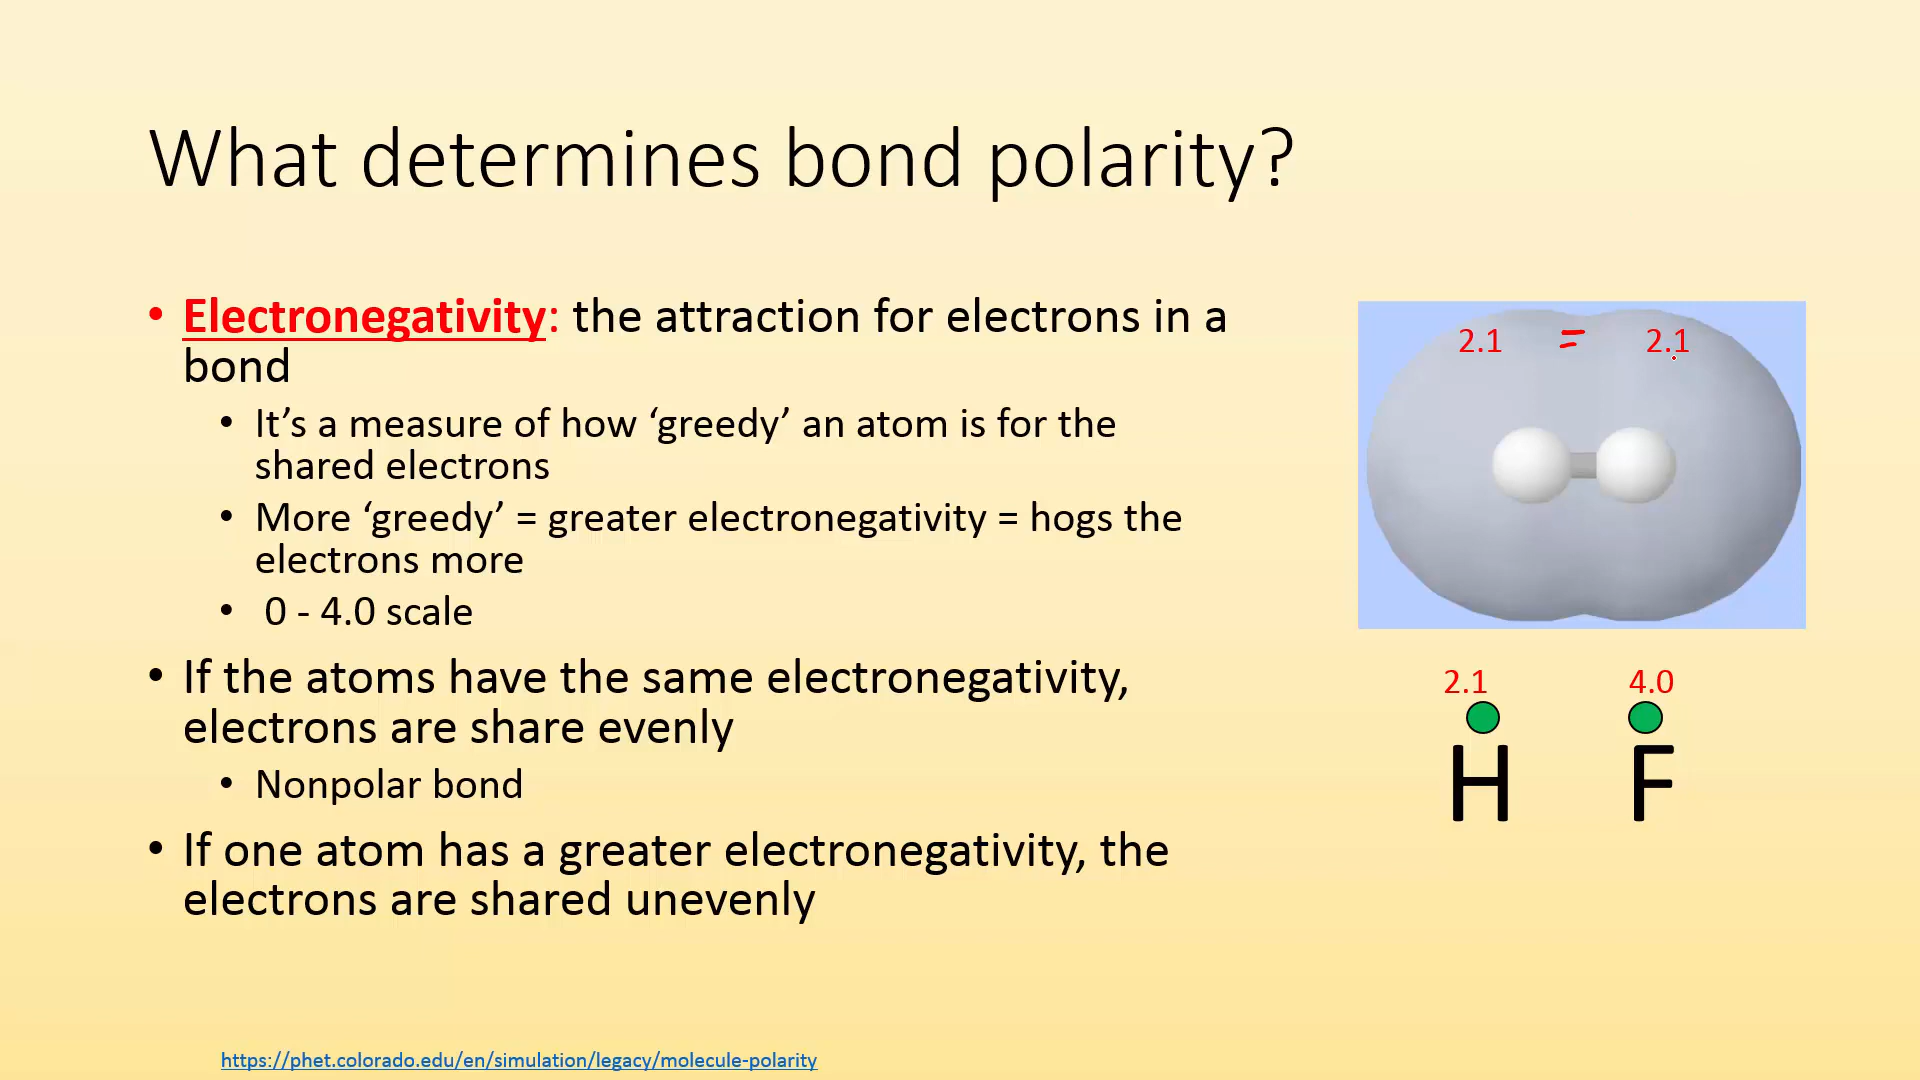 What determines bond polarity?
• Electronegativity: the attraction for electrons in a
bond
• It’s a measure of how ‘greedy’ an atom is for the
shared electrons
• More ‘greedy’ = greater electronegativity = hogs the
electrons more
• 0 - 4.0 scale
• If the atoms have the same electronegativity,
electrons are share evenly
• Nonpolar bond
• If one atom has a greater electronegativity, the
electrons are shared unevenly
2.1 = 2.1
2.1 4.0
H F
https://phet.colorado.edu/en/simulation/legacy/molecule-polarity